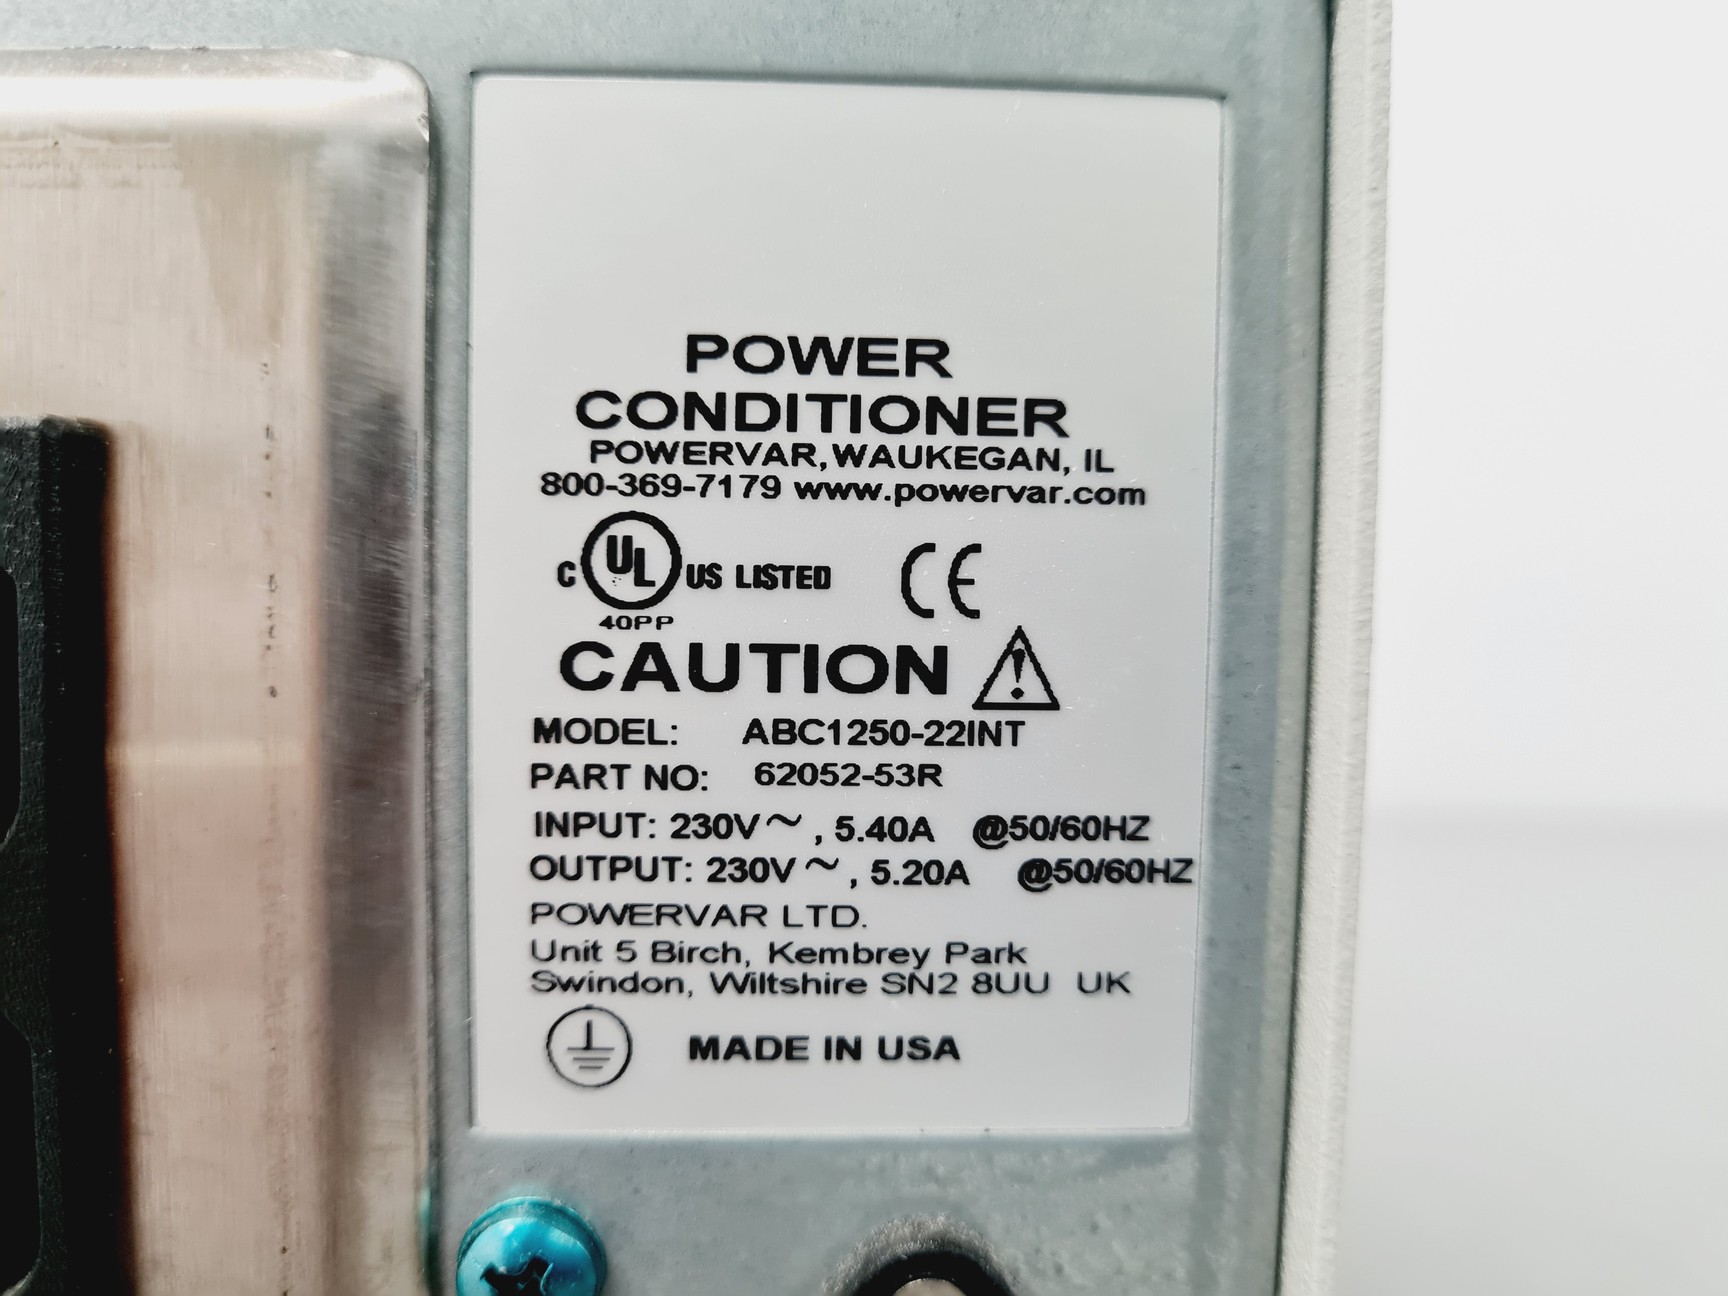 POWER
CONDITIONER
POWERVAR, WAUKEGAN, IL
800-369-7179 www.powervar.com
C UL US LISTED CE
40PP
CAUTION
MODEL: ABC1250-22INT
PART NO: 62052-53R
INPUT: 230V~, 5.40A @50/60HZ
OUTPUT: 230V~, 5.20A @50/60HZ
POWERVAR LTD.
Unit 5 Birch, Kembrey Park
Swindon, Wiltshire SN2 8UU UK
MADE IN USA